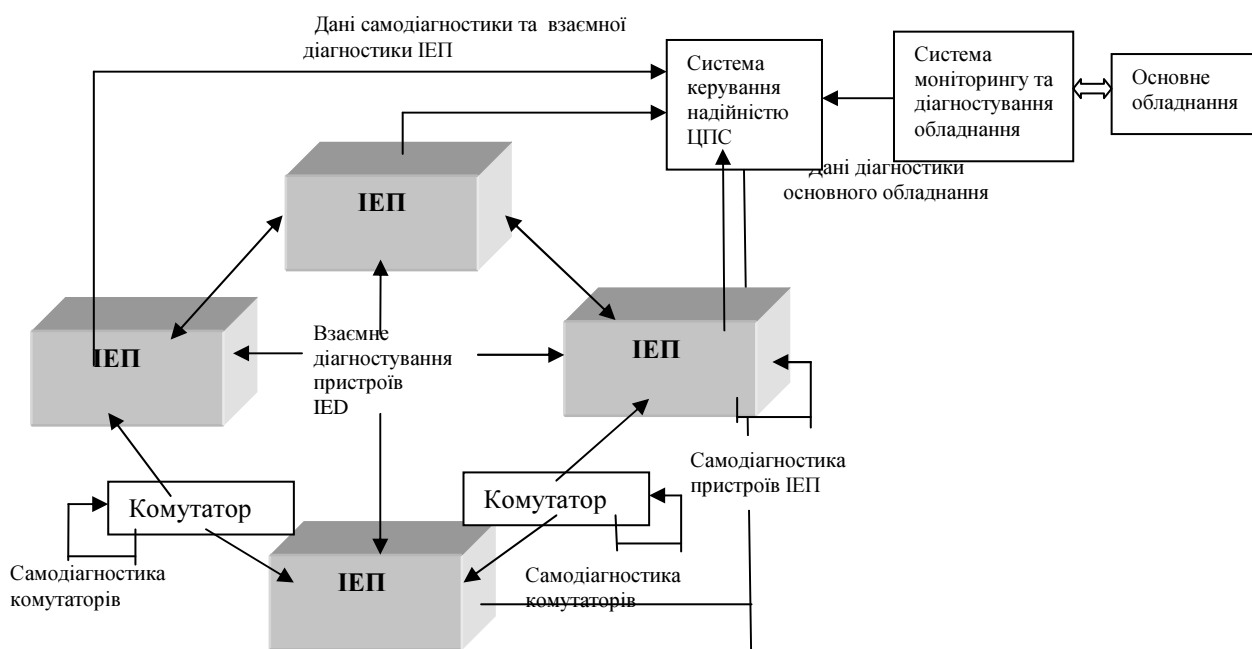 Дані самодіагностики та взаємної
діагностики ІЕП
Система
керування
надійністю
ЦПС
Система
моніторингу та
діагностування
обладнання
Основне
обладнання
Дані діагностики
основного обладнання
ІЕП
ІЕП
Взаємне
діагностування
пристроїв
IED
ІЕП
Самодіагностика
пристроїв ІЕП
Комутатор
Комутатор
Самодіагностика
комутаторів
ІЕП
Самодіагностика
комутаторів